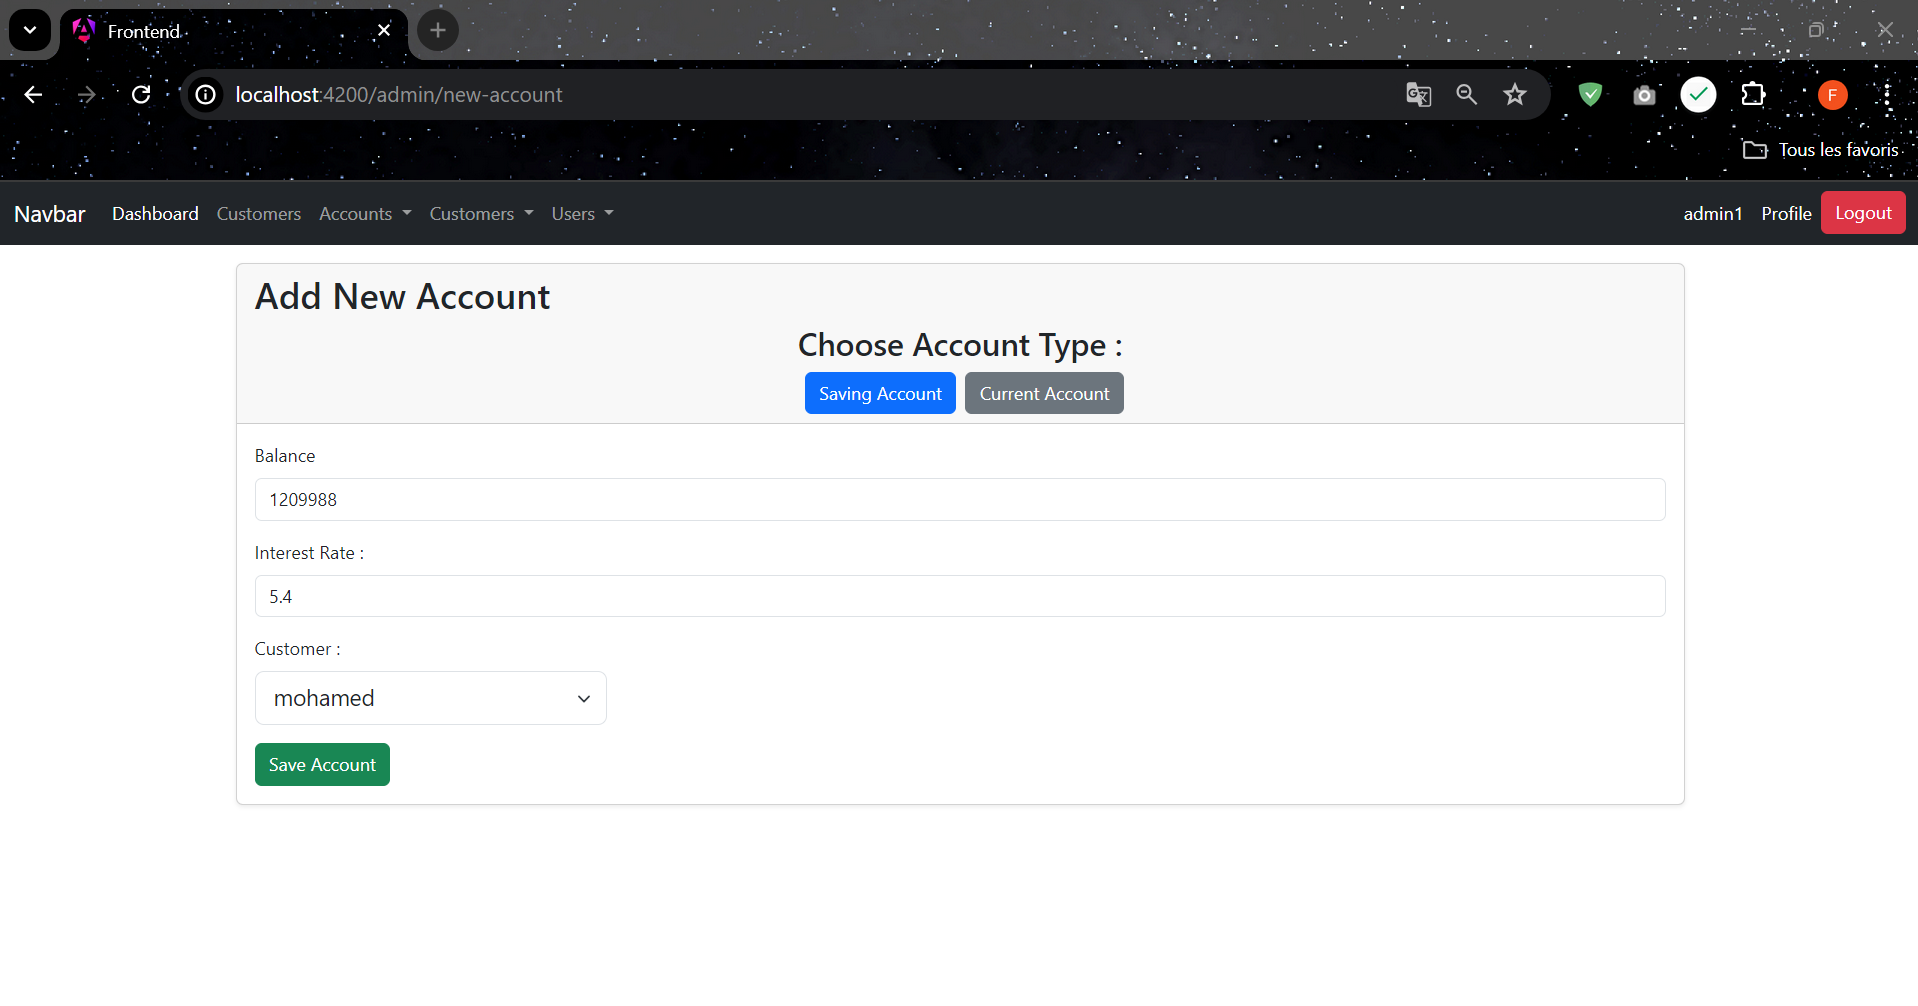 Frontend
localhost:4200/admin/new-account
F
Tous les favoris
Navbar Dashboard Customers Accounts Customers Users admin1 Profile Logout
Add New Account
Choose Account Type :
Saving Account Current Account
Balance
1209988
Interest Rate :
5.4
Customer :
mohamed
Save Account